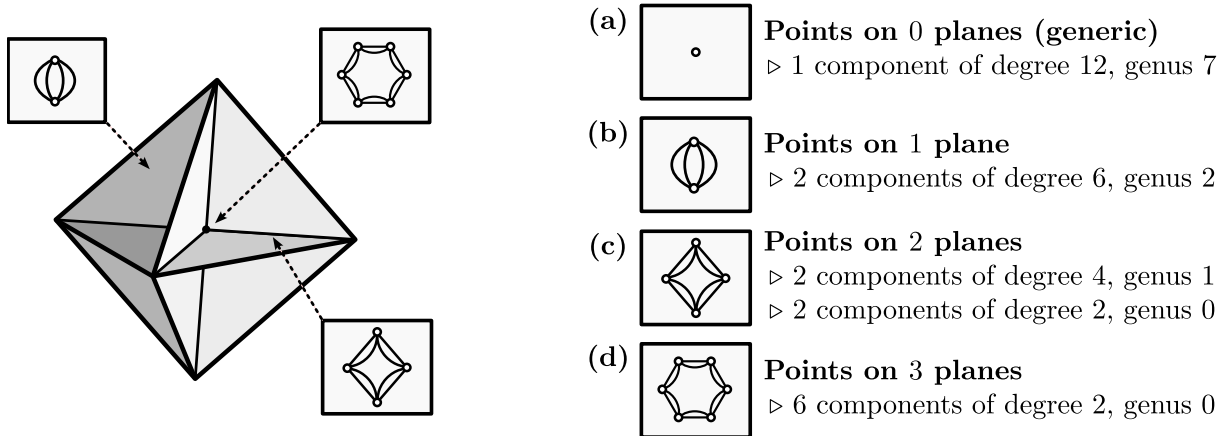 (a)
Points on 0 planes (generic)
▹ 1 component of degree 12, genus 7
(b)
Points on 1 plane
▹ 2 components of degree 6, genus 2
(c)
Points on 2 planes
▹ 2 components of degree 4, genus 1
▹ 2 components of degree 2, genus 0
(d)
Points on 3 planes
▹ 6 components of degree 2, genus 0